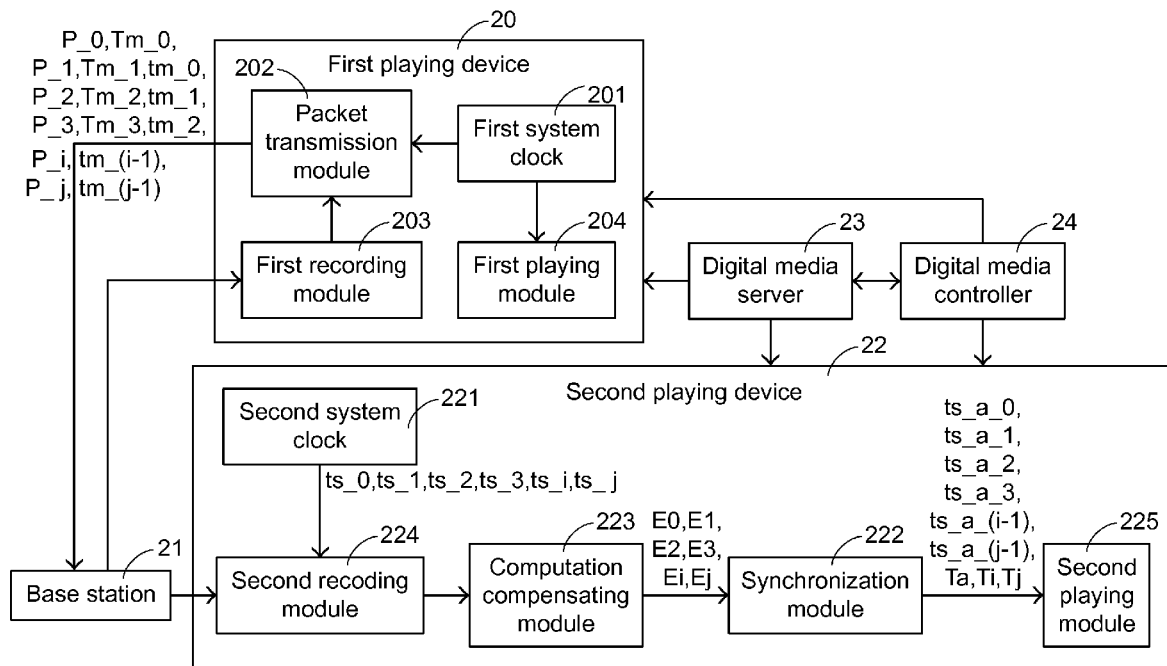 P_0,Tm_0,
P_1,Tm_1,tm_0,
P_2,Tm_2,tm_1,
P_3,Tm_3,tm_2,
P_i, tm_(i-1),
P_ j, tm_(j-1)
20
First playing device
202
Packet
transmission
module
201
First system
clock
203
First recording
module
204
First playing
module
23
Digital media
server
24
Digital media
controller
22
Second playing device
221
Second system
clock
ts_0,ts_1,ts_2,ts_3,ts_i,ts_ j
21
Base station
224
Second recoding
module
223
Computation
compensating
module
E0,E1,
E2,E3,
Ei,Ej
222
Synchronization
module
ts_a_0,
ts_a_1,
ts_a_2,
ts_a_3,
ts_a_(i-1),
ts_a_(j-1),
Ta,Ti,Tj
225
Second
playing
module